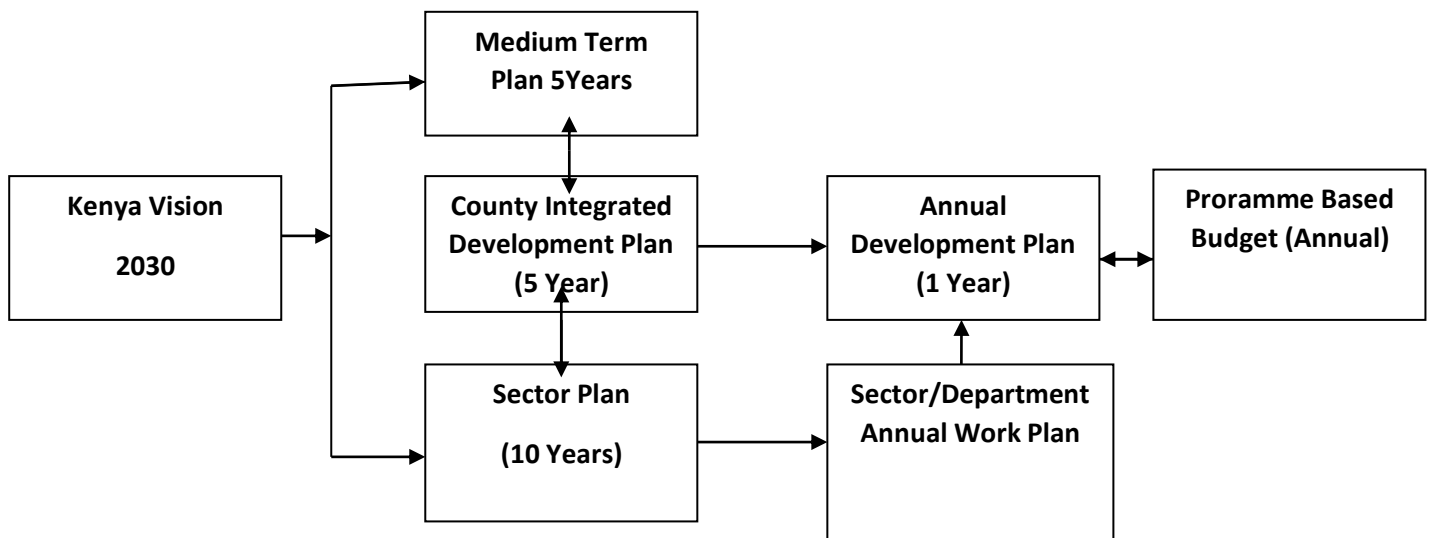 Medium Term
Plan 5Years
Kenya Vision
2030
County Integrated
Development Plan
(5 Year)
Annual
Development Plan
(1 Year)
Proramme Based
Budget (Annual)
Sector Plan
(10 Years)
Sector/Department
Annual Work Plan